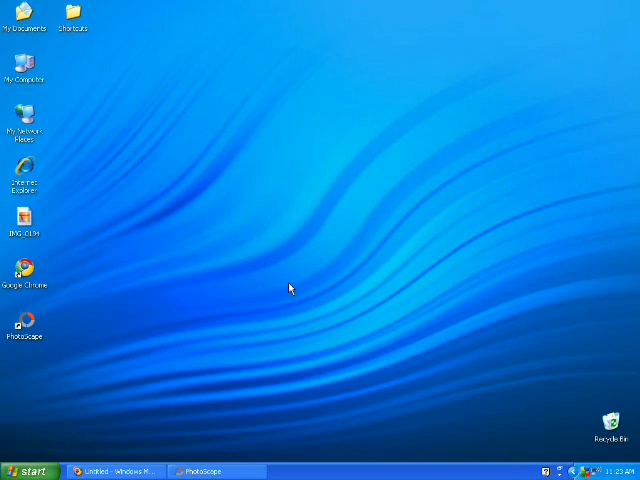 My Documents
Shortcuts
My Computer
My Network
Places
Internet
Explorer
IMG_0194
Google Chrome
PhotoScape
Recycle Bin
start
Untitled - Windows M...
PhotoScape
11:23 AM